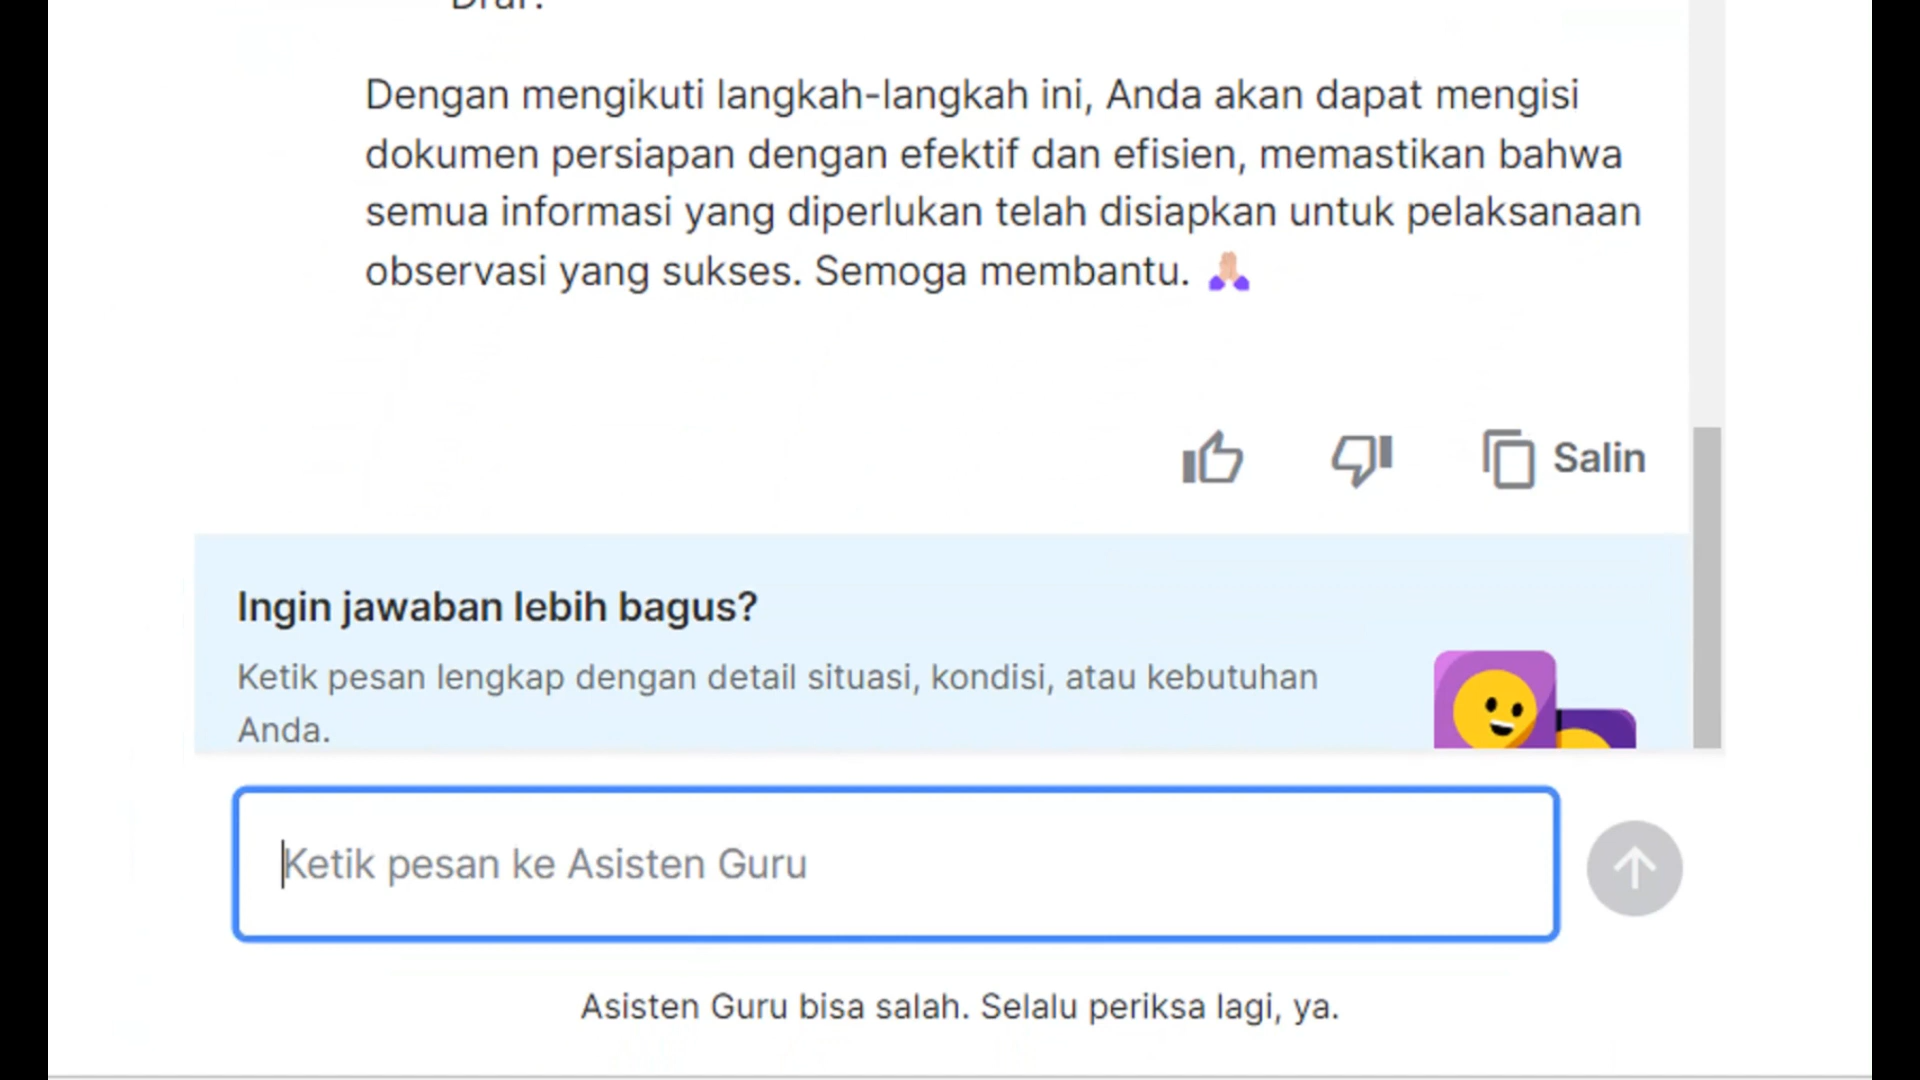 Dengan mengikuti langkah-langkah ini, Anda akan dapat mengisi
dokumen persiapan dengan efektif dan efisien, memastikan bahwa
semua informasi yang diperlukan telah disiapkan untuk pelaksanaan
observasi yang sukses. Semoga membantu. 🙏🏻
Salin
Ingin jawaban lebih bagus?
Ketik pesan lengkap dengan detail situasi, kondisi, atau kebutuhan
Anda.
Ketik pesan ke Asisten Guru
Asisten Guru bisa salah. Selalu periksa lagi, ya.